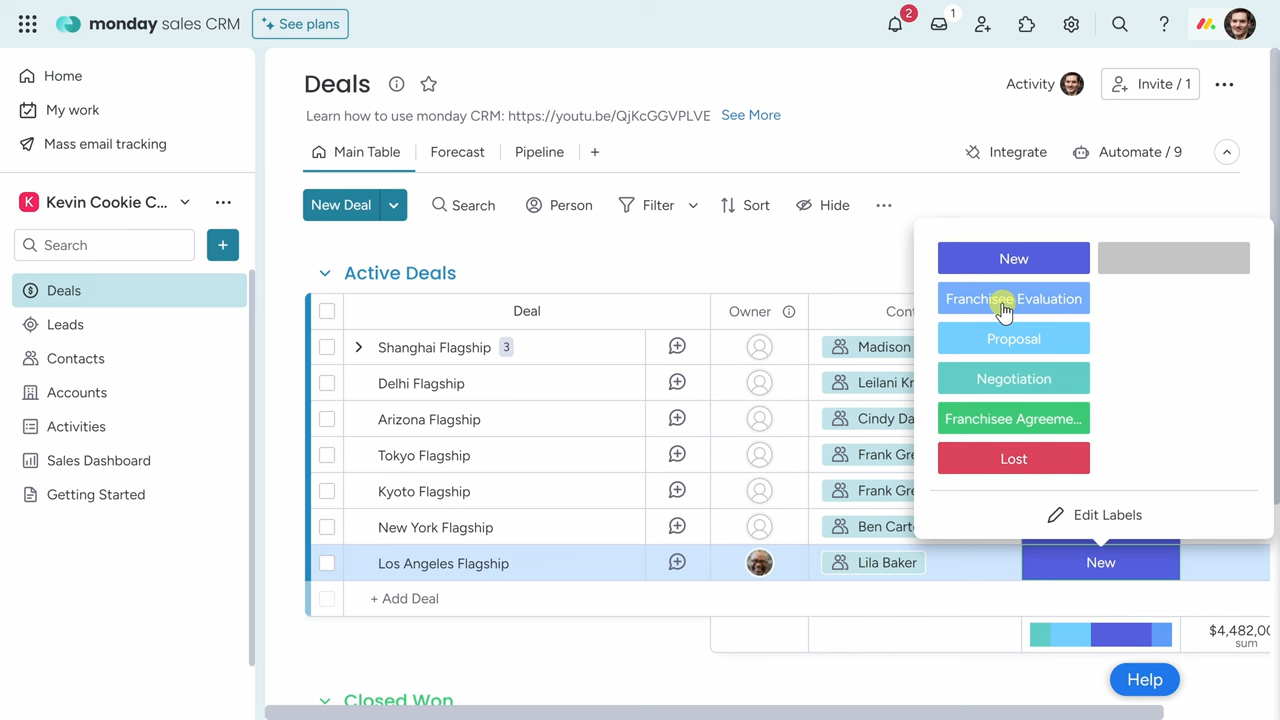 monday sales CRM
See plans
2
1
Home
My work
Mass email tracking
K
Kevin Cookie C...
Search
Deals
Leads
Contacts
Accounts
Activities
Sales Dashboard
Getting Started
Deals
Activity
Invite / 1
Learn how to use monday CRM: https://youtu.be/QjKcGGVPLVE See More
Main Table
Forecast
Pipeline
Integrate
Automate / 9
New Deal
Search
Person
Filter
Sort
Hide
Active Deals
Deal
Owner
Shanghai Flagship 3
Madison
Delhi Flagship
Arizona Flagship
Tokyo Flagship
Kyoto Flagship
New York Flagship
Los Angeles Flagship
Lila Baker
New
+ Add Deal
sum
Closed Won
New
Franchisee Evaluation
Proposal
Negotiation
Franchisee Agreeme...
Lost
Edit Labels
Help